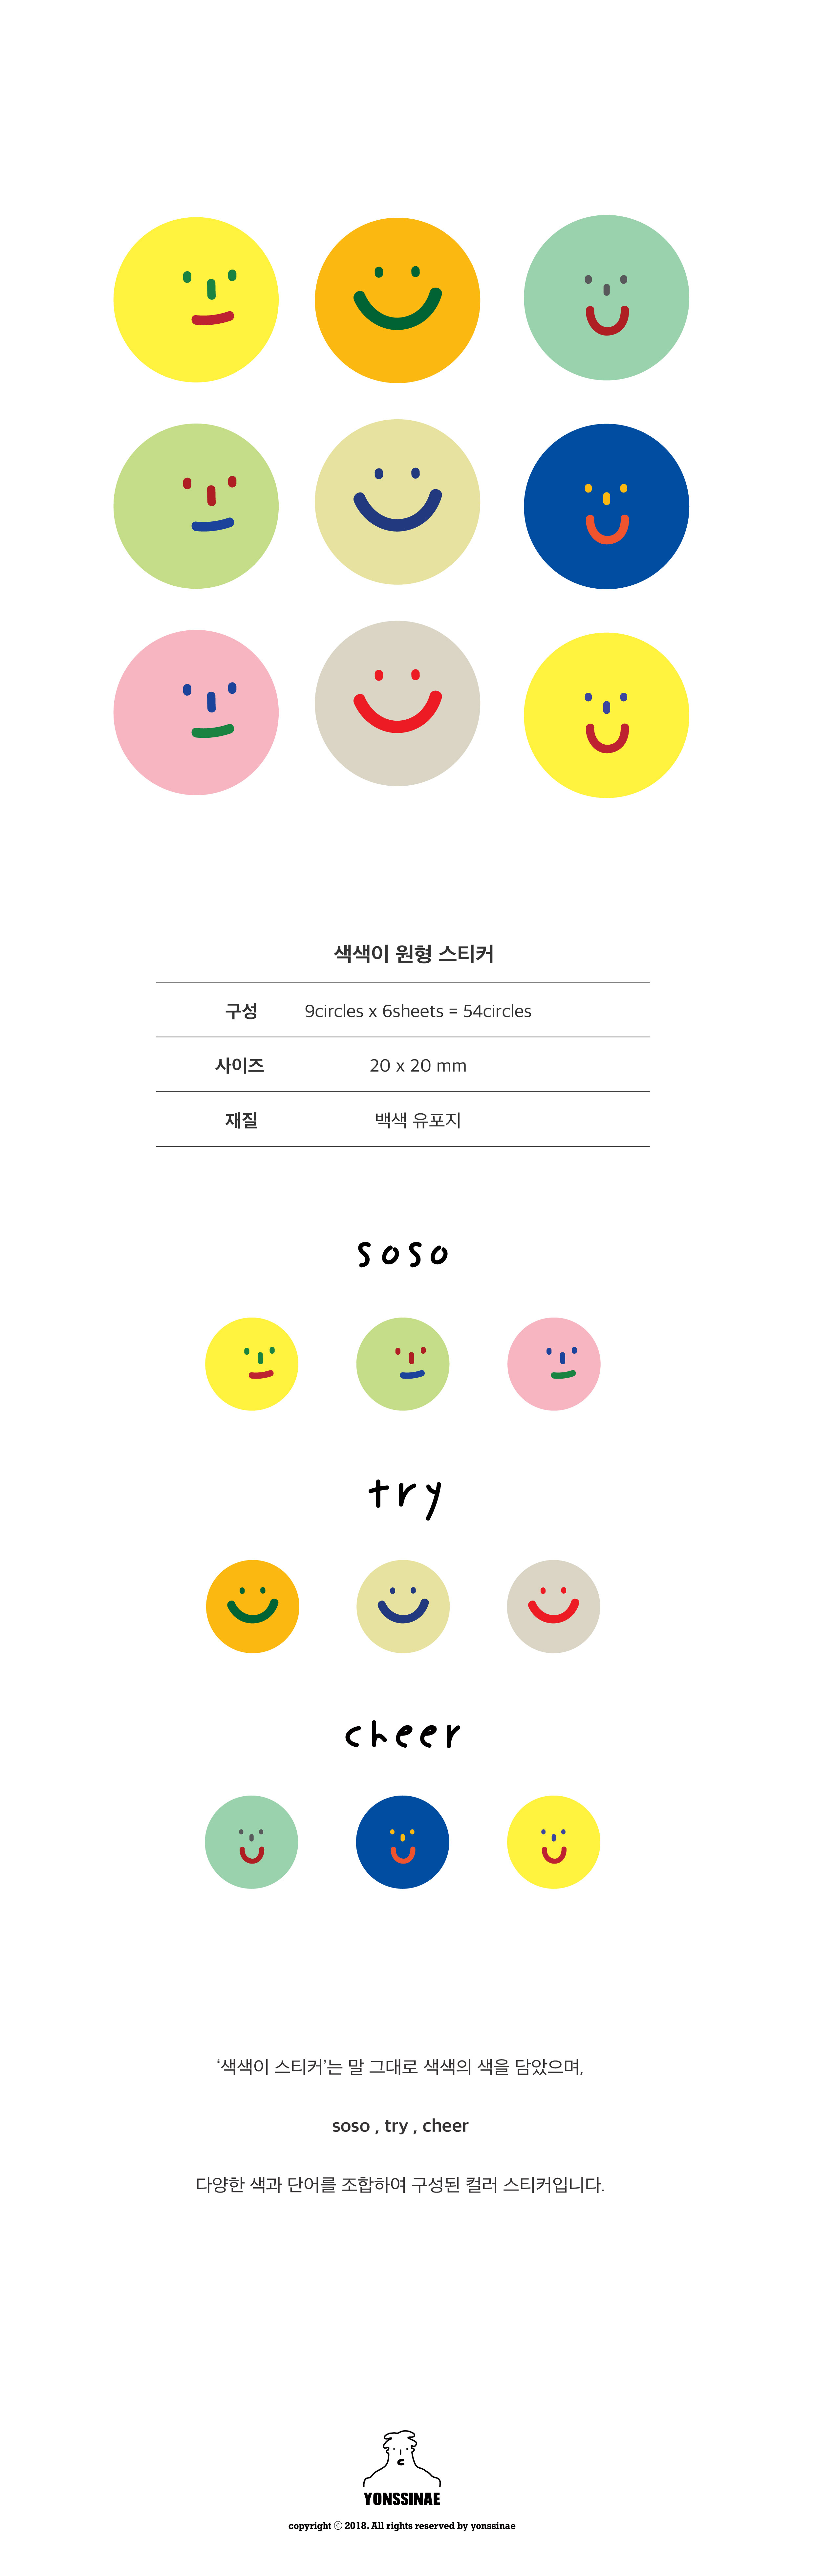 색색이 원형 스티커
구성 9circles x 6sheets = 54circles
사이즈 20 x 20 mm
재질 백색 유포지
soso
try
cheer
‘색색이 스티커’는 말 그대로 색색의 색을 담았으며,
soso , try , cheer
다양한 색과 단어를 조합하여 구성된 컬러 스티커입니다.
YONSSINAE
copyright ⓒ 2018. All rights reserved by yonssinae